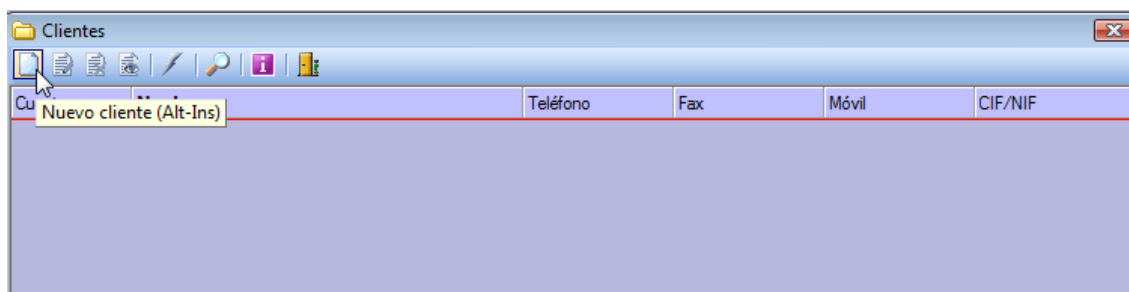 Clientes
Cu Teléfono Fax Móvil CIF/NIF
Nuevo cliente (Alt-Ins)